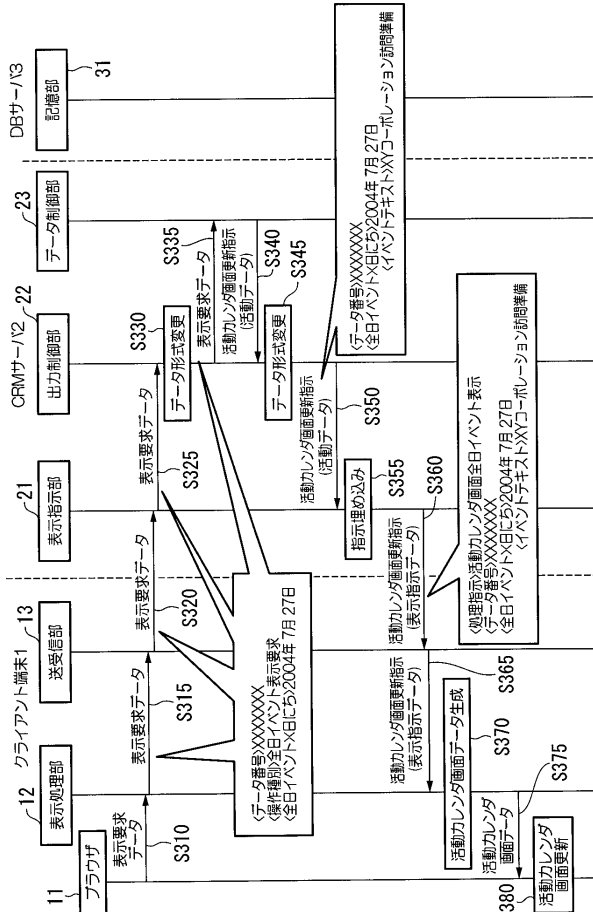 クライアント端末1
CRMサーバ2
DBサーバ3
11
ブラウザ
12
表示処理部
13
送受信部
21
表示指示部
22
出力制御部
23
データ制御部
31
記憶部
表示要求
データ
S310
表示要求データ
S315
表示要求データ
S320
表示要求データ
S325
S330
データ形式変更
表示要求データ
S335
活動カレンダ画面更新指示
(活動データ)
S340
データ形式変更
S345
<データ番号>XXXXXXX
<操作種別>全日イベント表示要求
<全日イベント×日にち>2004年 7月 27日
<データ番号>XXXXXXX
<全日イベント×日にち>2004年 7月 27日
<イベントテキスト>XYコーポレーション訪問準備
活動カレンダ画面更新指示
(活動データ)
S350
指示埋め込み
S355
活動カレンダ画面更新指示
(表示指示データ)
S360
<処理指示>活動カレンダ画面全日イベント表示
<データ番号>XXXXXXX
<全日イベント×日にち>2004年 7月 27日
<イベントテキスト>XYコーポレーション訪問準備
活動カレンダ画面更新指示
(表示指示データ)
S365
活動カレンダ画面データ生成
S370
活動カレンダ
画面データ
S375
380
活動カレンダ
画面更新